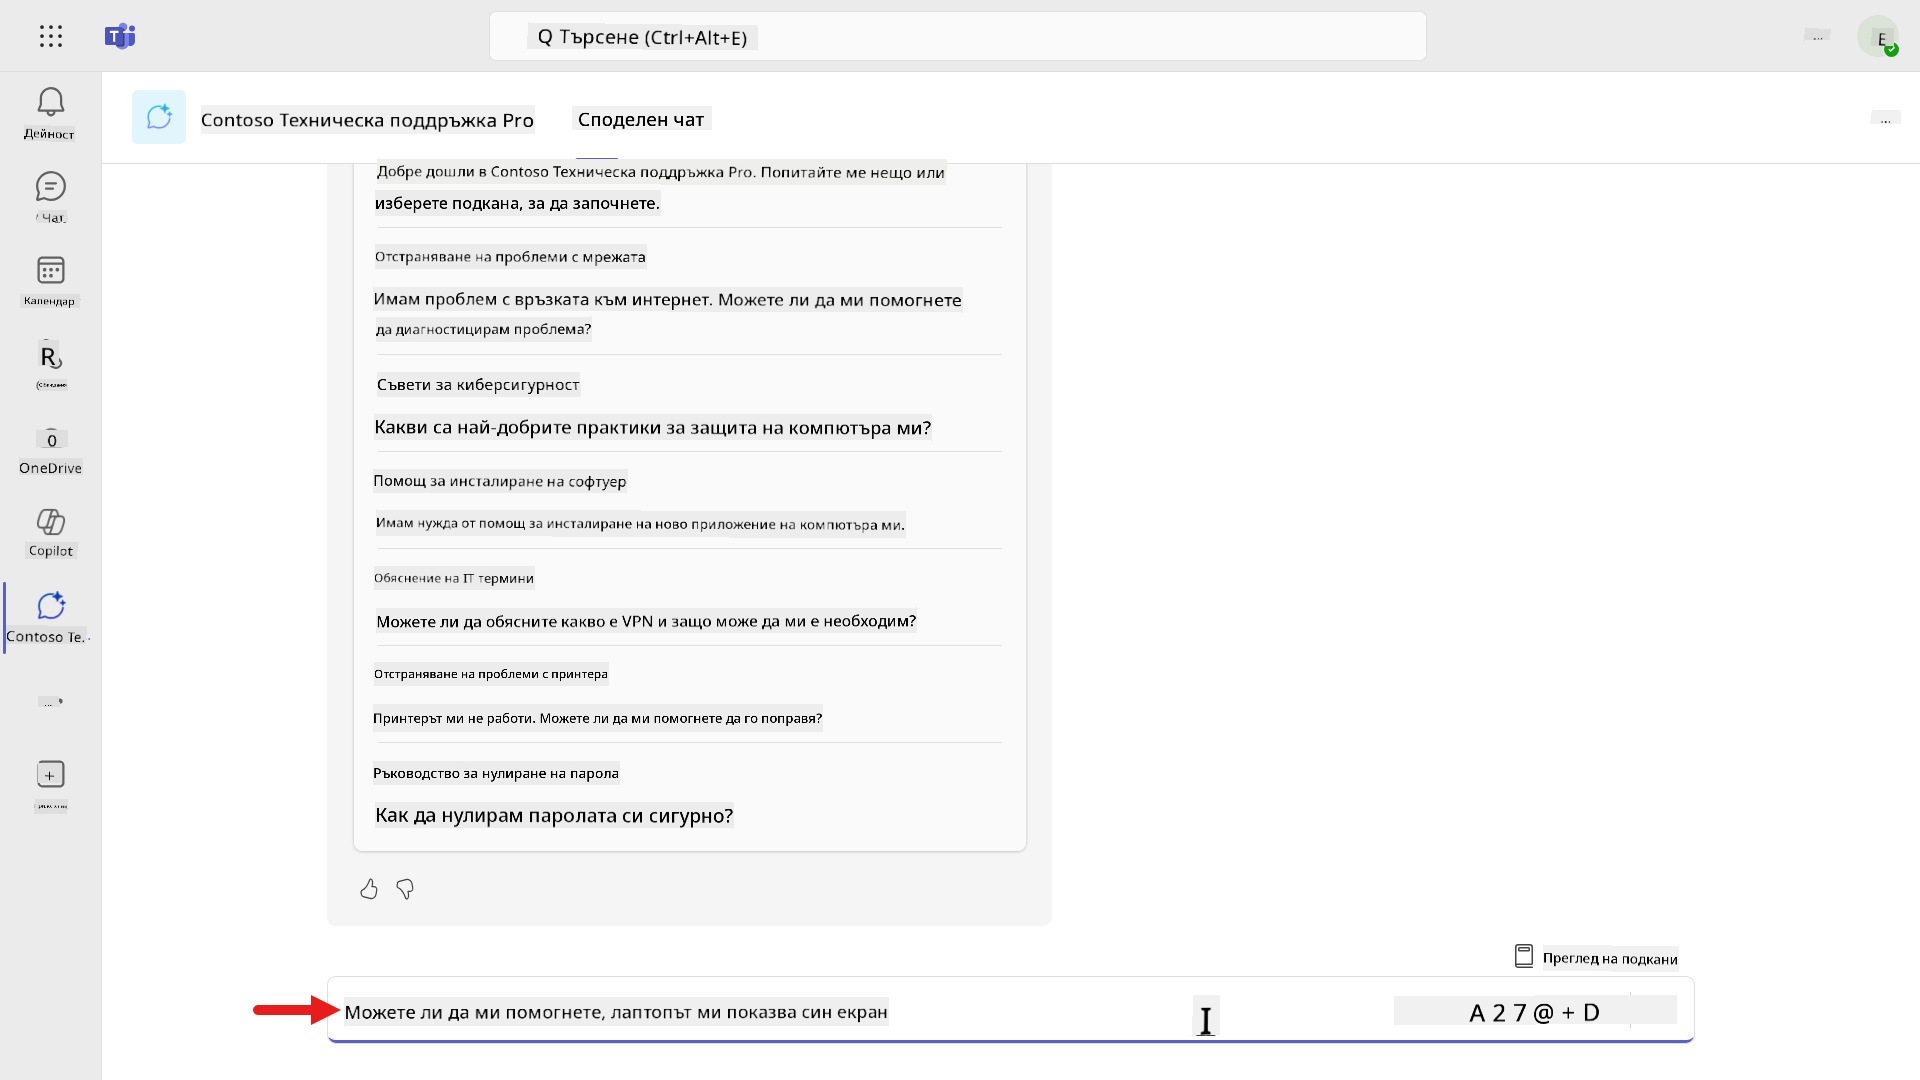 Търсене (Ctrl+Alt+E)
E
Contoso Техническа поддръжка Pro
Споделен чат
Дейност
Чат
Календар
OneDrive
Copilot
Contoso Te...
Добре дошли в Contoso Техническа поддръжка Pro. Попитайте ме нещо или
изберете подкана, за да започнете.
Отстраняване на проблеми с мрежата
Имам проблем с връзката към интернет. Можете ли да ми помогнете
да диагностицирам проблема?
Съвети за киберсигурност
Какви са най-добрите практики за защита на компютъра ми?
Помощ за инсталиране на софтуер
Имам нужда от помощ за инсталиране на ново приложение на компютъра ми.
Обяснение на IT термини
Можете ли да обясните какво е VPN и защо може да ми е необходим?
Отстраняване на проблеми с принтера
Принтерът ми не работи. Можете ли да ми помогнете да го поправя?
Ръководство за нулиране на парола
Как да нулирам паролата си сигурно?
Преглед на подкани
Можете ли да ми помогнете, лаптопът ми показва син екран
A 2 7 @ + D